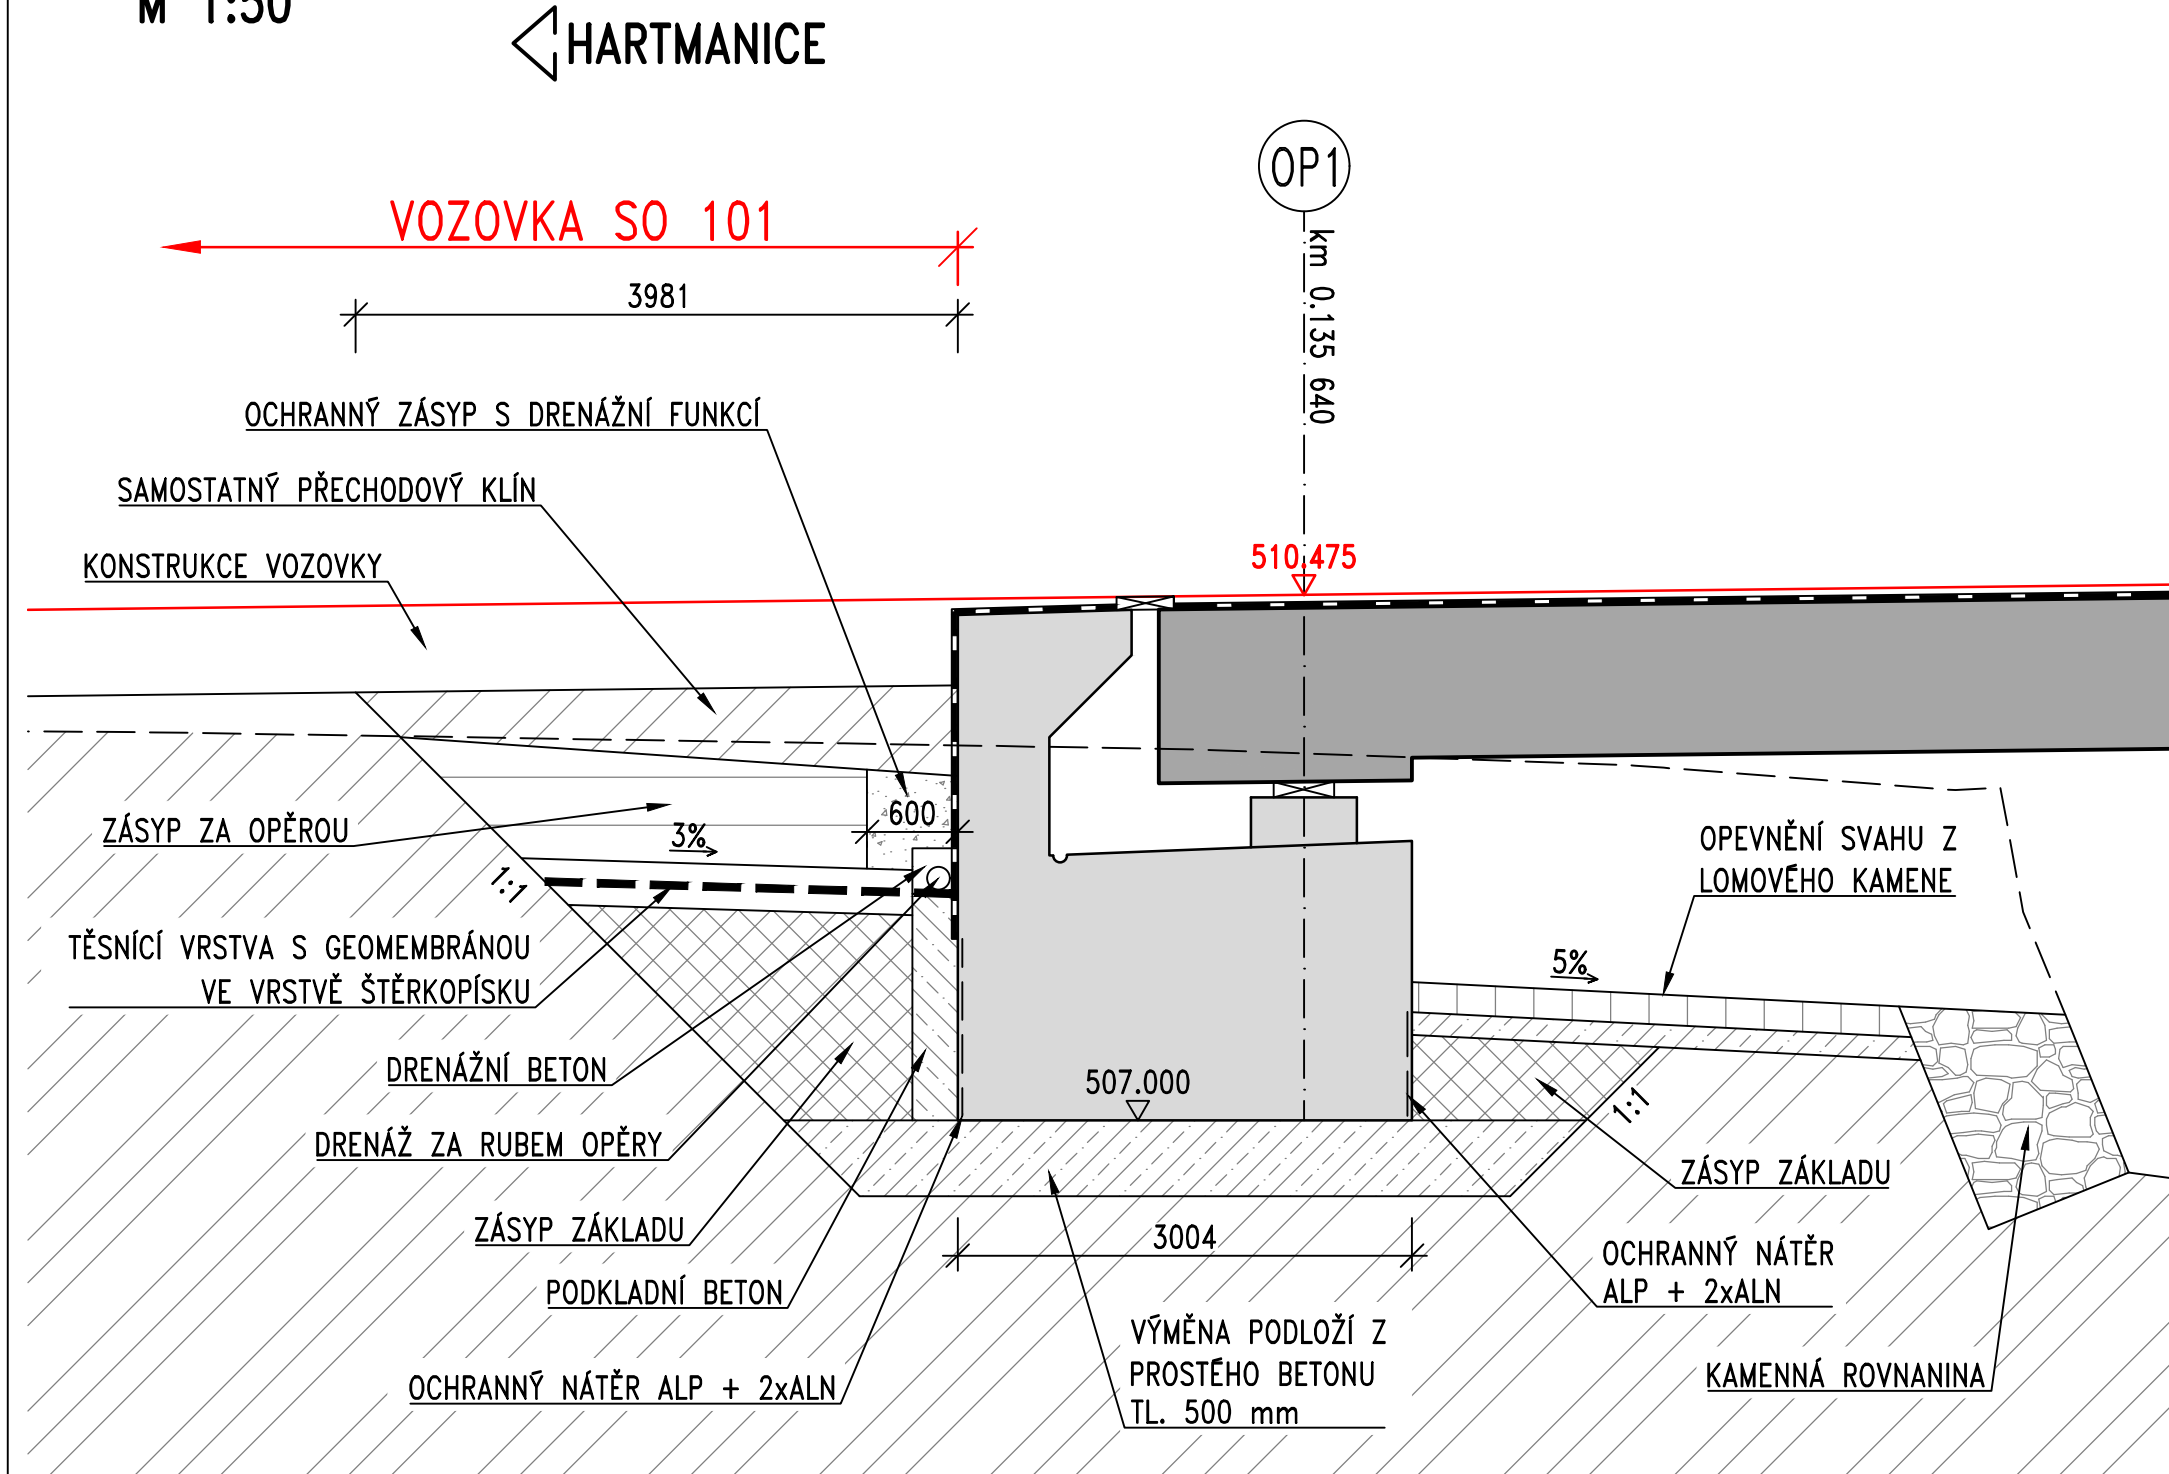 M 1:50
HARTMANICE
OP1
VOZOVKA SO 101
km 0.135 640
3981
OCHRANNÝ ZÁSYP S DRENÁŽNÍ FUNKCÍ
SAMOSTATNÝ PŘECHODOVÝ KLÍN
KONSTRUKCE VOZOVKY
510.475
ZÁSYP ZA OPĚROU
600
3%
1:1
OPEVNĚNÍ SVAHU Z
LOMOVÉHO KAMENE
TĚSNÍCÍ VRSTVA S GEOMEMBRÁNOU
VE VRSTVĚ ŠTĚRKOPÍSKU
5%
DRENÁŽNÍ BETON
507.000
1:1
DRENÁŽ ZA RUBEM OPĚRY
ZÁSYP ZÁKLADU
ZÁSYP ZÁKLADU
3004
OCHRANNÝ NÁTĚR
ALP + 2xALN
PODKLADNÍ BETON
VÝMĚNA PODLOŽÍ Z
PROSTÉHO BETONU
TL. 500 mm
OCHRANNÝ NÁTĚR ALP + 2xALN
KAMENNÁ ROVNANINA